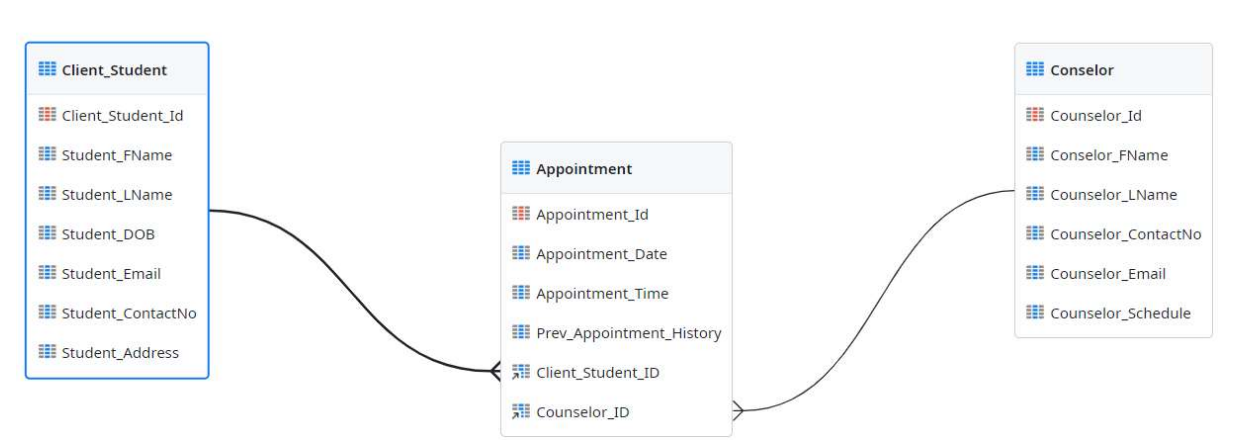 Client_Student
Client_Student_Id
Student_FName
Student_LName
Student_DOB
Student_Email
Student_ContactNo
Student_Address
Appointment
Appointment_Id
Appointment_Date
Appointment_Time
Prev_Appointment_History
Client_Student_ID
Counselor_ID
Conselor
Counselor_Id
Conselor_FName
Counselor_LName
Counselor_ContactNo
Counselor_Email
Counselor_Schedule